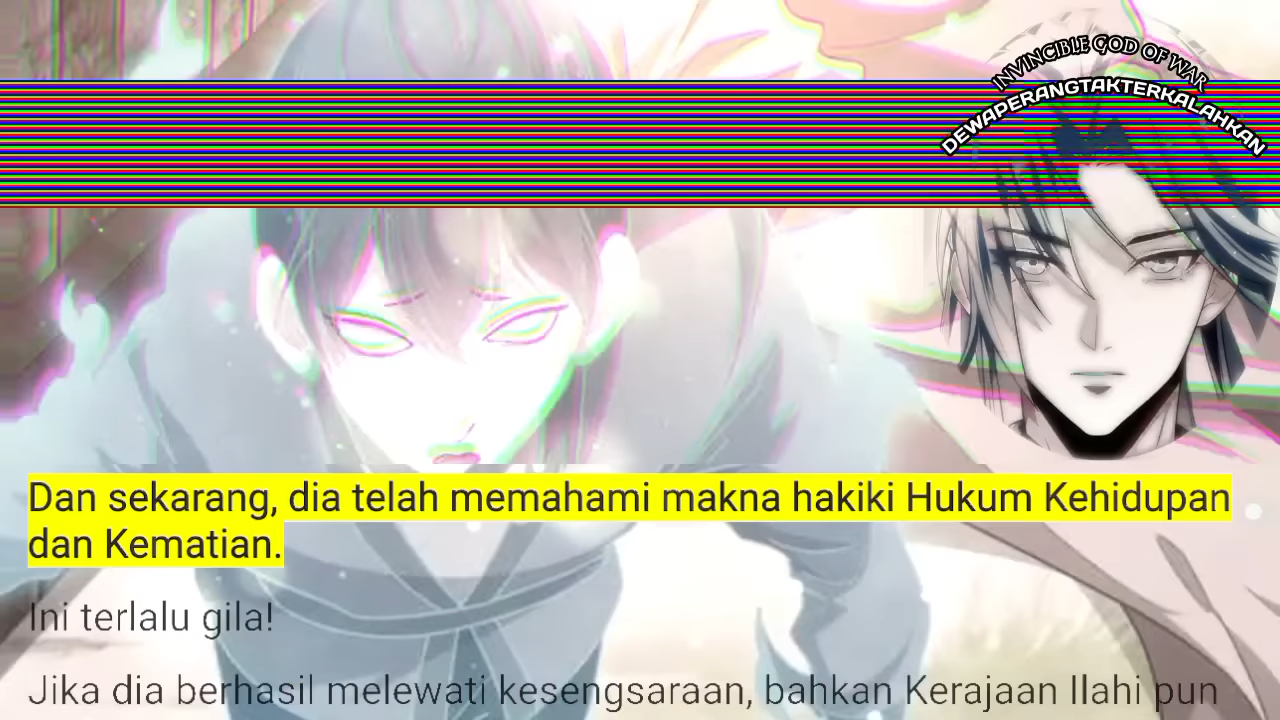 INVINCIBLE GOD OF WAR
DEWAPERANGTAKTERKALAHKAN
Dan sekarang, dia telah memahami makna hakiki Hukum Kehidupan
dan Kematian.
Ini terlalu gila!
Jika dia berhasil melewati kesengsaraan, bahkan Kerajaan Ilahi pun